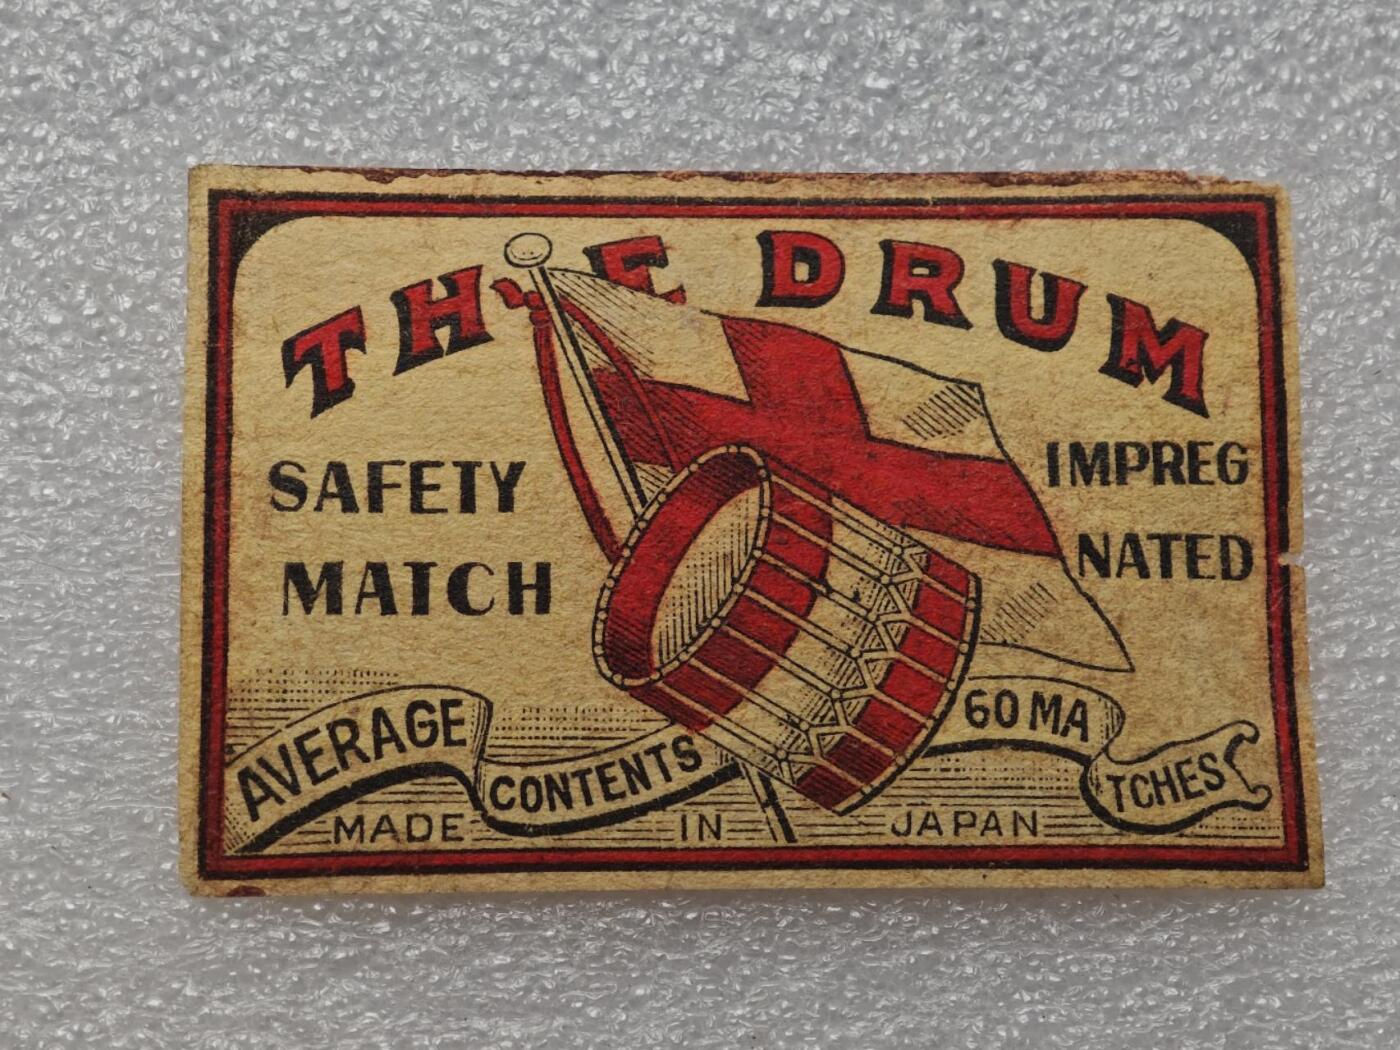 THE DRUM
SAFETY
MATCH
IMPREG
NATED
AVERAGE CONTENTS 60 MA TCHES
MADE IN JAPAN